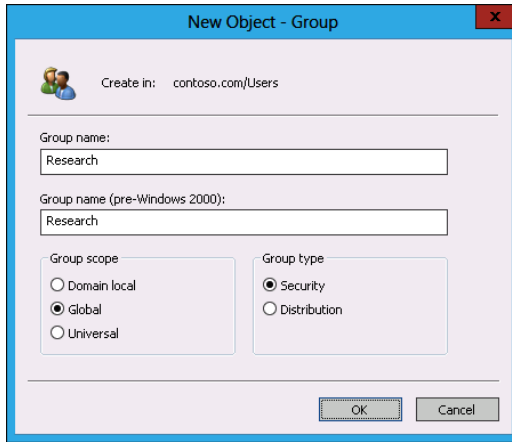 New Object - Group
x
Create in: contoso.com/Users
Group name:
Research
Group name (pre-Windows 2000):
Research
Group scope
Domain local
Global
Universal
Group type
Security
Distribution
OK
Cancel